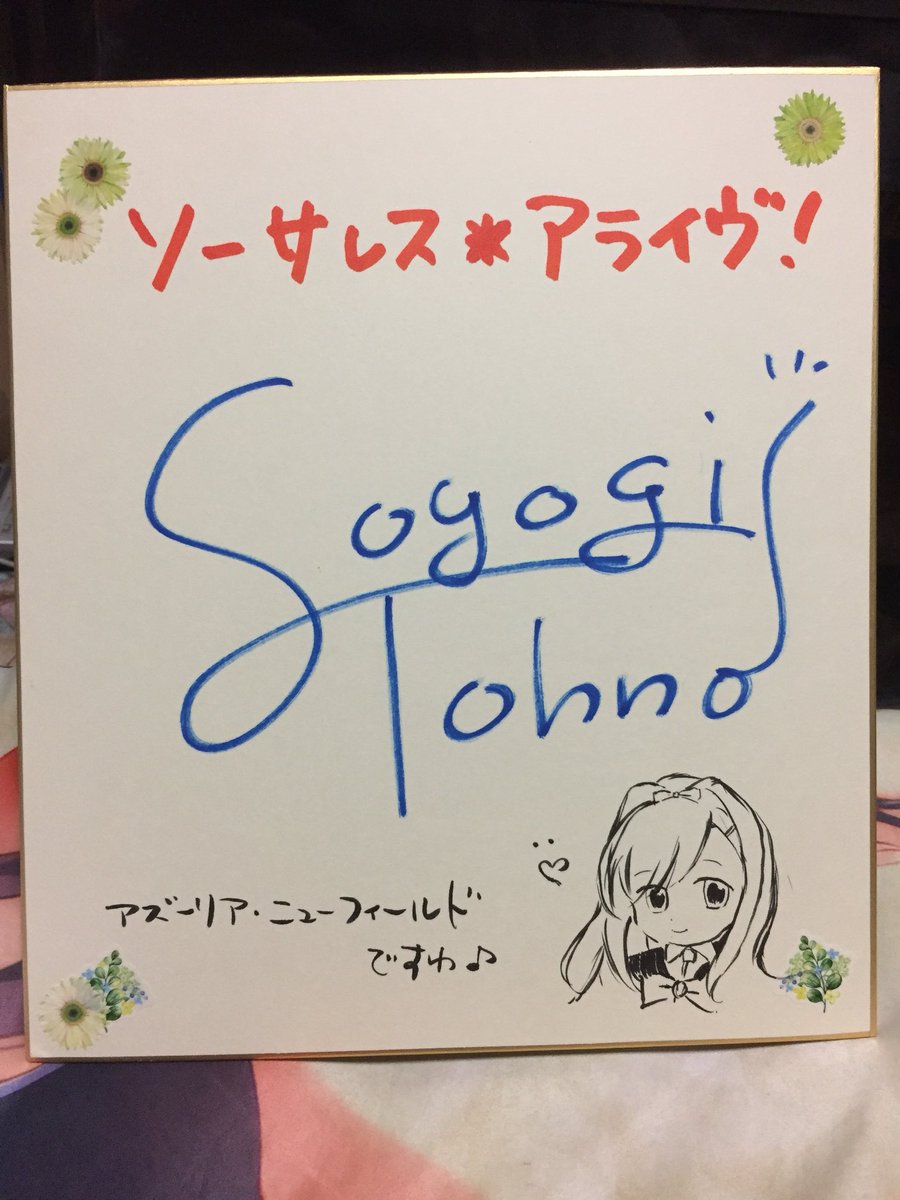 ソーサレス*アライヴ!
Soyogi
Tohno
アズーリア・ニューフィールド
ですわ♪